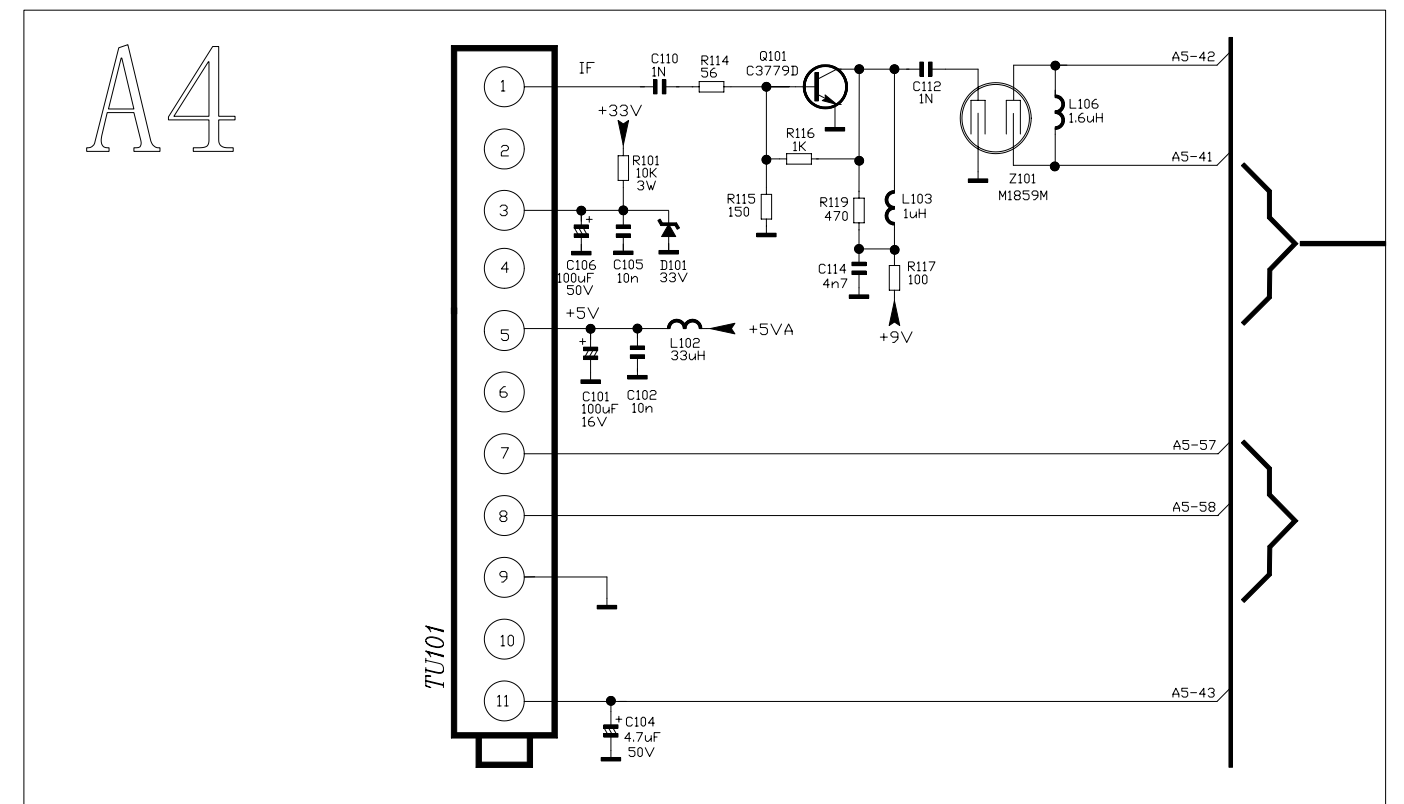 A4
IF
C110
1N
R114
56
Q101
C3779D
C112
1N
A5-42
L106
1.6uH
A5-41
Z101
M1859M
+33V
R101
10K
3W
R116
1K
R115
150
R119
470
L103
1uH
C106
100uF
50V
C105
10n
D101
33V
C114
4n7
R117
100
+9V
+5V
+5VA
L102
33uH
C101
100uF
16V
C102
10n
A5-57
A5-58
A5-43
C104
4.7uF
50V
+
+
+
1
2
3
4
5
6
7
8
9
10
11
TU101